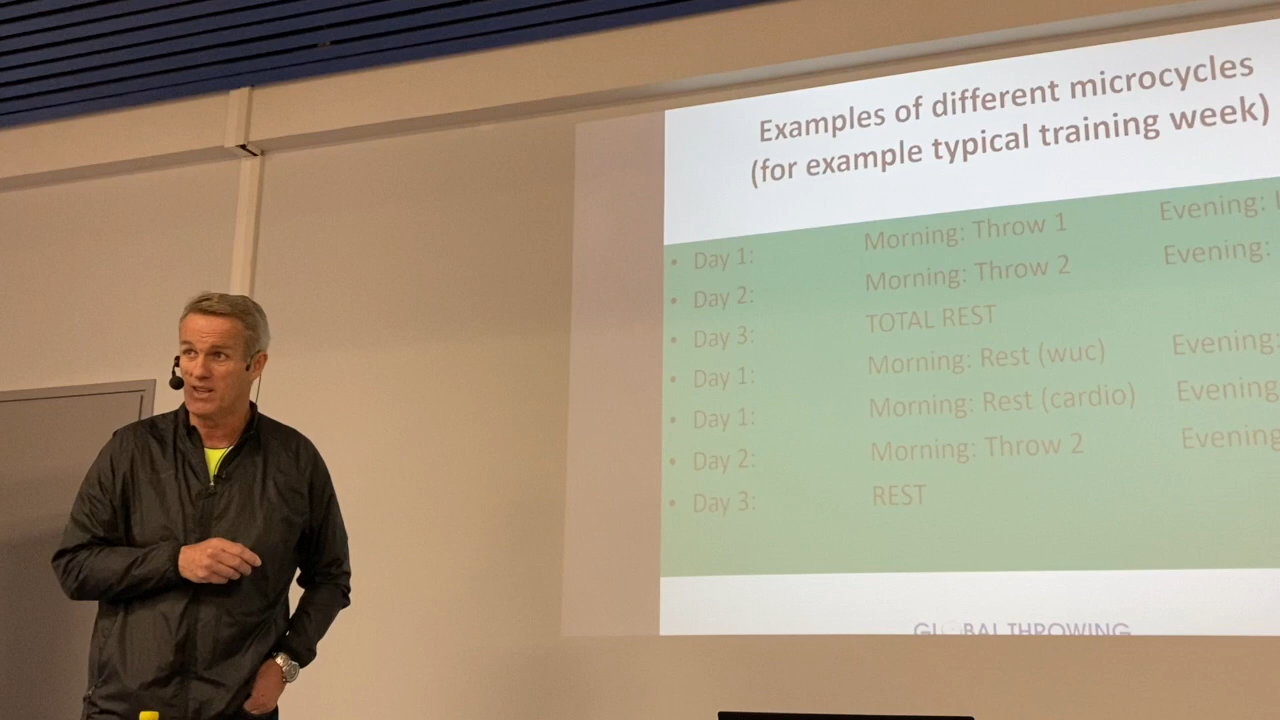 Examples of different microcycles
(for example typical training week)
• Day 1: Morning: Throw 1 Evening:
• Day 2: Morning: Throw 2 Evening:
• Day 3: TOTAL REST
• Day 1: Morning: Rest (wuc) Evening:
• Day 1: Morning: Rest (cardio) Evening
• Day 2: Morning: Throw 2 Evening
• Day 3: REST
GLOBAL THROWING